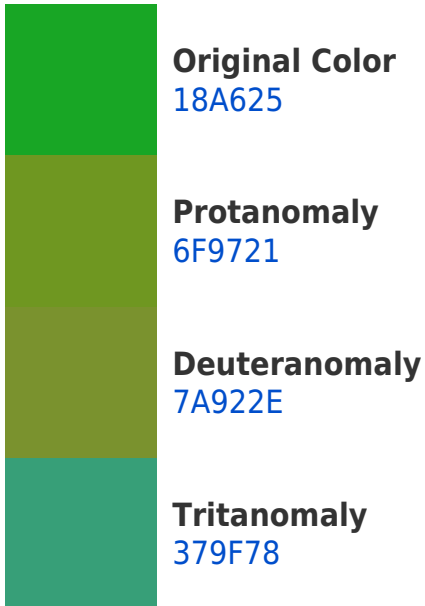 Original Color
18A625
Protanomaly
6F9721
Deuteranomaly
7A922E
Tritanomaly
379F78